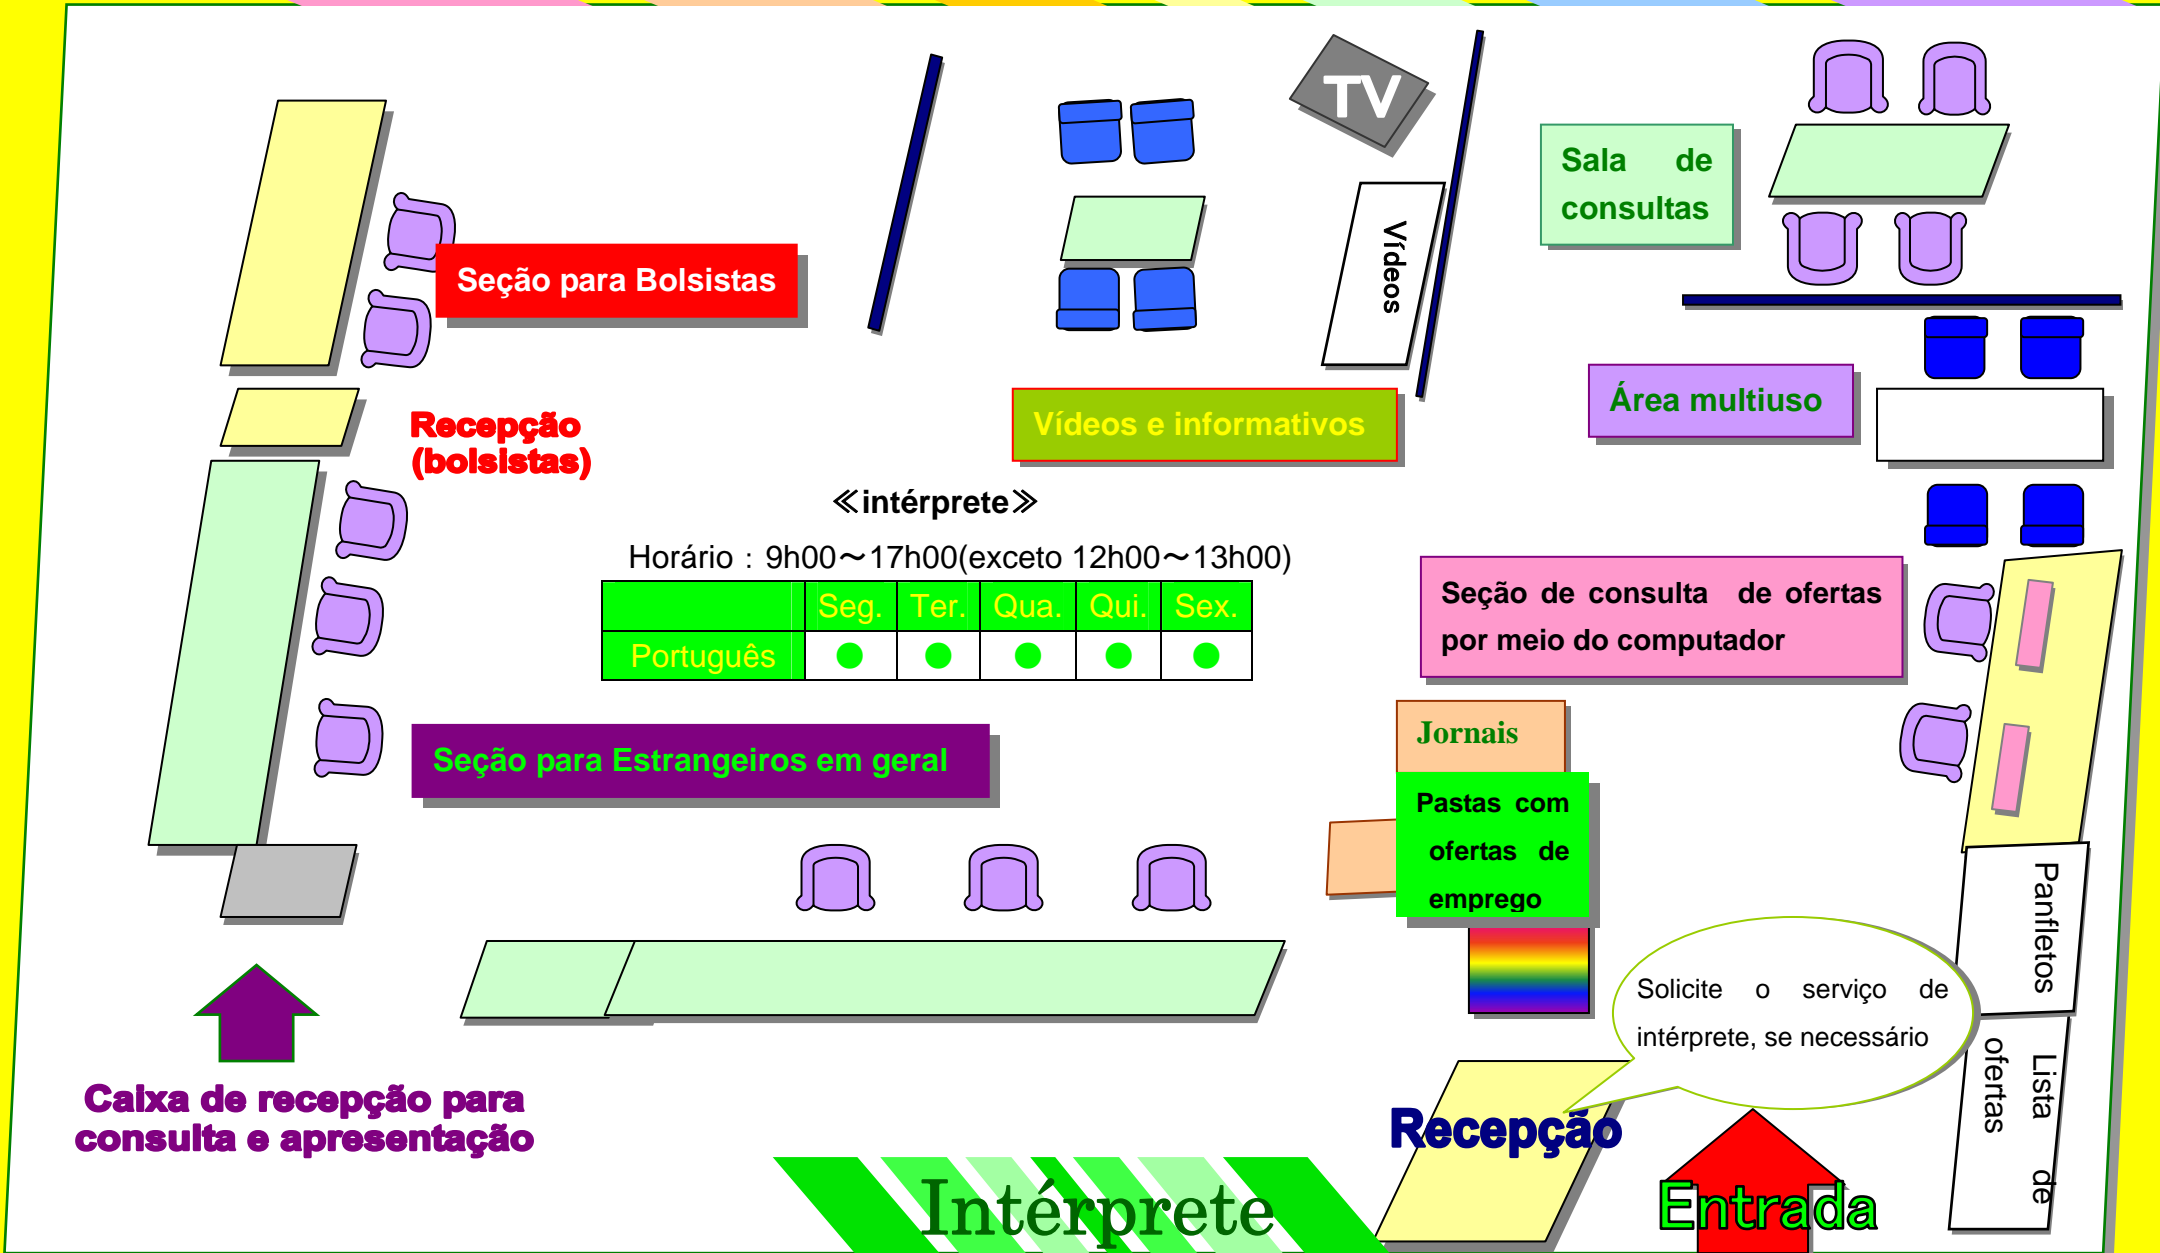 TV
Sala de
consultas
Vídeos
Seção para Bolsistas
Recepção
(bolsistas)
Vídeos e informativos
Área multiuso
≪intérprete≫
Horário：9h00～17h00(exceto 12h00～13h00)
Seg. Ter. Qua. Qui. Sex.
Português ● ● ● ● ●
Seção de consulta de ofertas
por meio do computador
Seção para Estrangeiros em geral
Jornais
Pastas com
ofertas de
emprego
Panfletos
Solicite o serviço de
intérprete, se necessário
Lista de
ofertas
Caixa de recepção para
consulta e apresentação
Recepção
Entrada
Intérprete